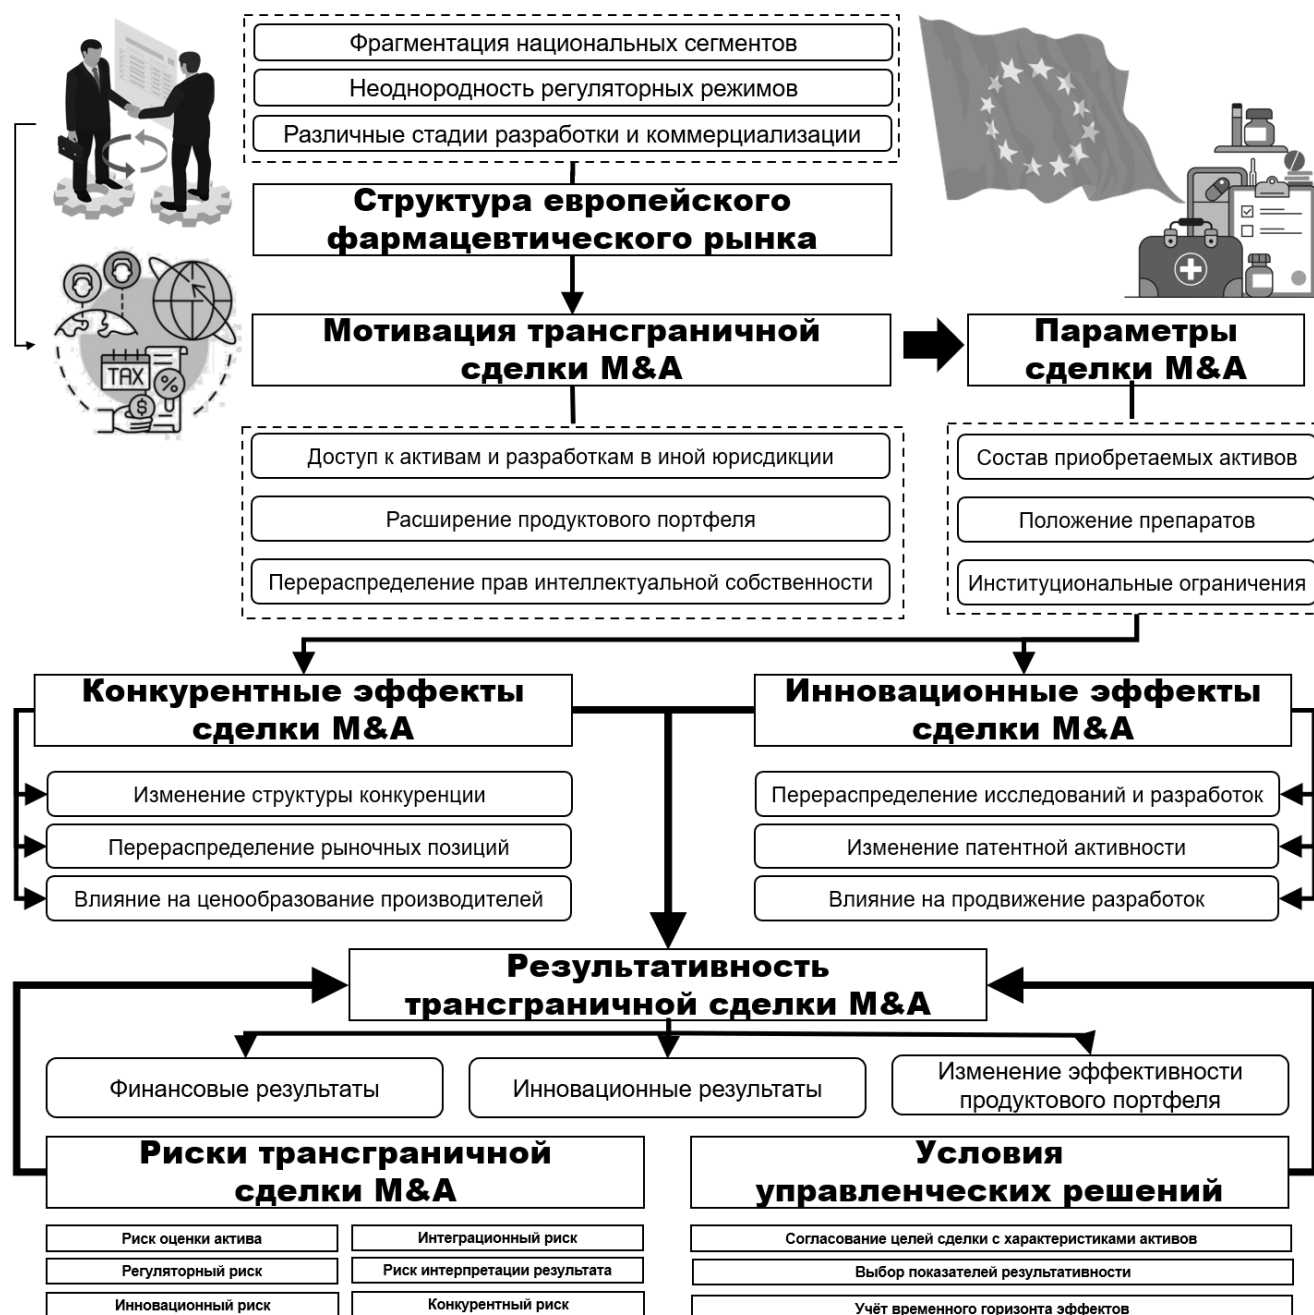 Фрагментация национальных сегментов
Неоднородность регуляторных режимов
Различные стадии разработки и коммерциализации
Структура европейского
фармацевтического рынка
TAX
%
$
Мотивация трансграничной
сделки M&A
Параметры
сделки M&A
Доступ к активам и разработкам в иной юрисдикции
Расширение продуктового портфеля
Перераспределение прав интеллектуальной собственности
Состав приобретаемых активов
Положение препаратов
Институциональные ограничения
Конкурентные эффекты
сделки M&A
Инновационные эффекты
сделки M&A
Изменение структуры конкуренции
Перераспределение рыночных позиций
Влияние на ценообразование производителей
Перераспределение исследований и разработок
Изменение патентной активности
Влияние на продвижение разработок
Результативность
трансграничной сделки M&A
Финансовые результаты
Инновационные результаты
Изменение эффективности
продуктового портфеля
Риски трансграничной
сделки M&A
Условия
управленческих решений
Риск оценки актива
Интеграционный риск
Регуляторный риск
Риск интерпретации результата
Инновационный риск
Конкурентный риск
Согласование целей сделки с характеристиками активов
Выбор показателей результативности
Учёт временного горизонта эффектов